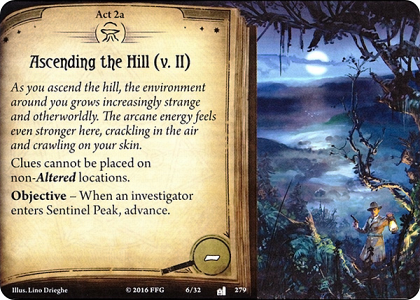 Act 2a
Ascending the Hill (v. II)
As you ascend the hill, the environment
around you grows increasingly strange
and otherworldly. The arcane energy feels
even stronger here, crackling in the air
and crawling on your skin.
Clues cannot be placed on
non-Altered locations.
Objective – When an investigator
enters Sentinel Peak, advance.
–
Illus. Lino Drieghe
© 2016 FFG
6/32
279